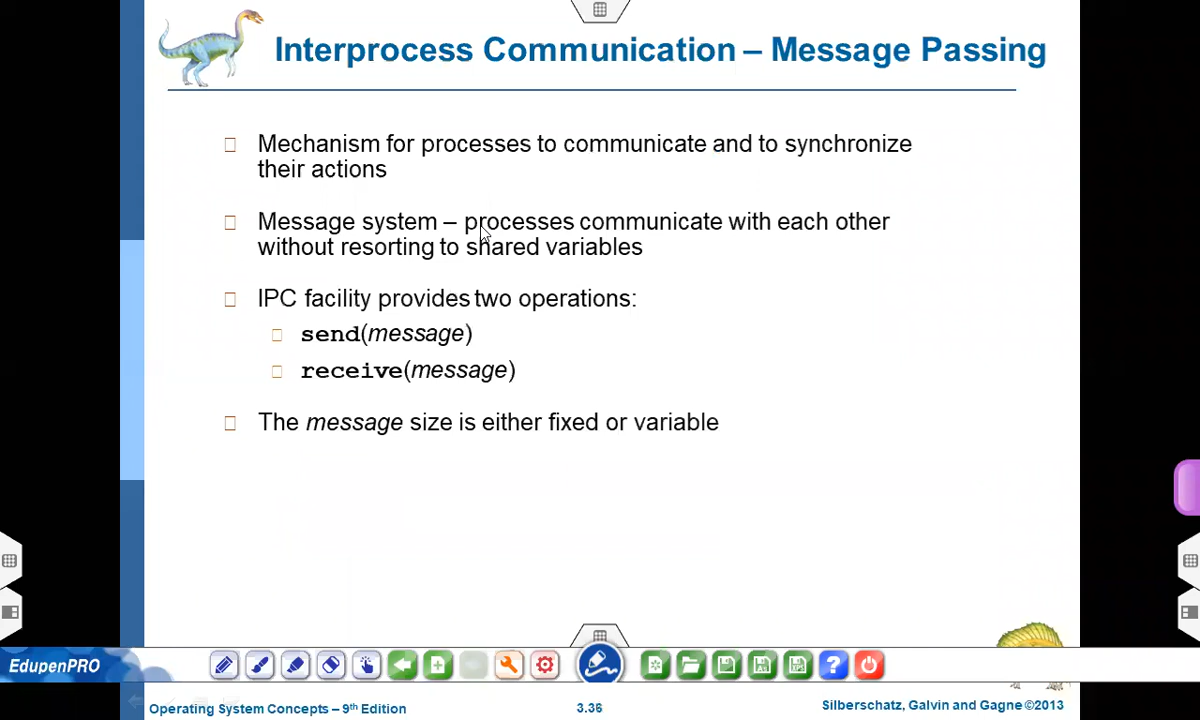 Interprocess Communication – Message Passing
Mechanism for processes to communicate and to synchronize
their actions
Message system – processes communicate with each other
without resorting to shared variables
IPC facility provides two operations:
send(message)
receive(message)
The message size is either fixed or variable
EdupenPRO
Operating System Concepts – 9th Edition
3.36
Silberschatz, Galvin and Gagne ©2013